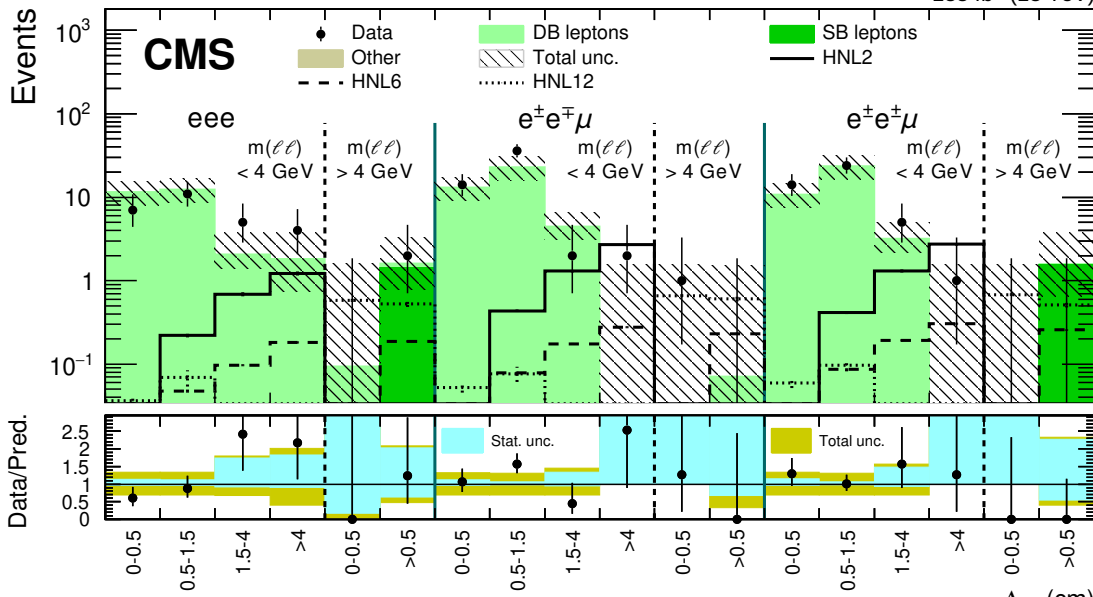 Events
CMS
Data
DB leptons
SB leptons
Other
Total unc.
HNL2
HNL6
HNL12
10³
10²
10
1
10⁻¹
eee
e±e∓μ
e±e±μ
m(ℓℓ) < 4 GeV
m(ℓℓ) > 4 GeV
m(ℓℓ) < 4 GeV
m(ℓℓ) > 4 GeV
m(ℓℓ) < 4 GeV
m(ℓℓ) > 4 GeV
Data/Pred.
2.5
2
1.5
1
0.5
0
Stat. unc.
Total unc.
0-0.5
0.5-1.5
1.5-4
>4
0-0.5
>0.5
0-0.5
0.5-1.5
1.5-4
>4
0-0.5
>0.5
0-0.5
0.5-1.5
1.5-4
>4
0-0.5
>0.5
(cm)